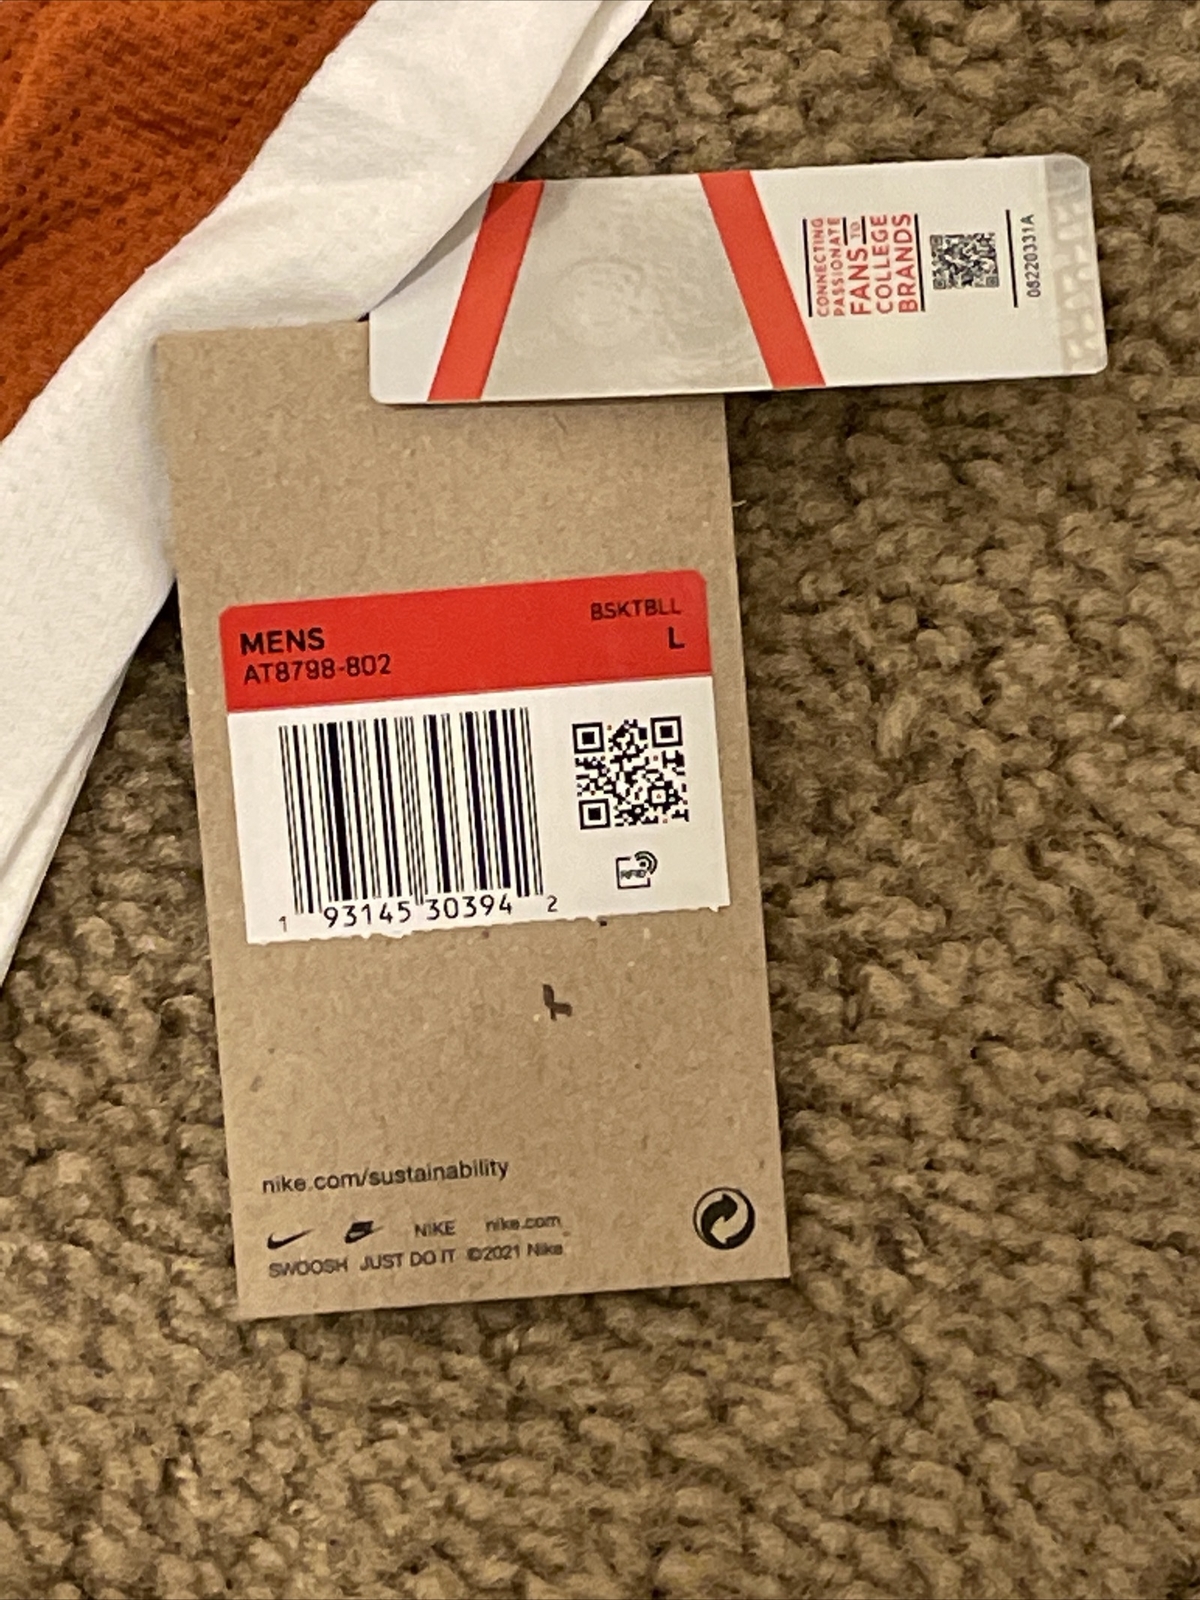 CONNECTING
PASSIONATE
FANS TO
COLLEGE
BRANDS
08220331A
MENS
BSKTBLL
AT8798-802
L
1 93145 30394 2
RFID
nike.com/sustainability
NIKE nike.com
SWOOSH JUST DO IT ©2021 Nike